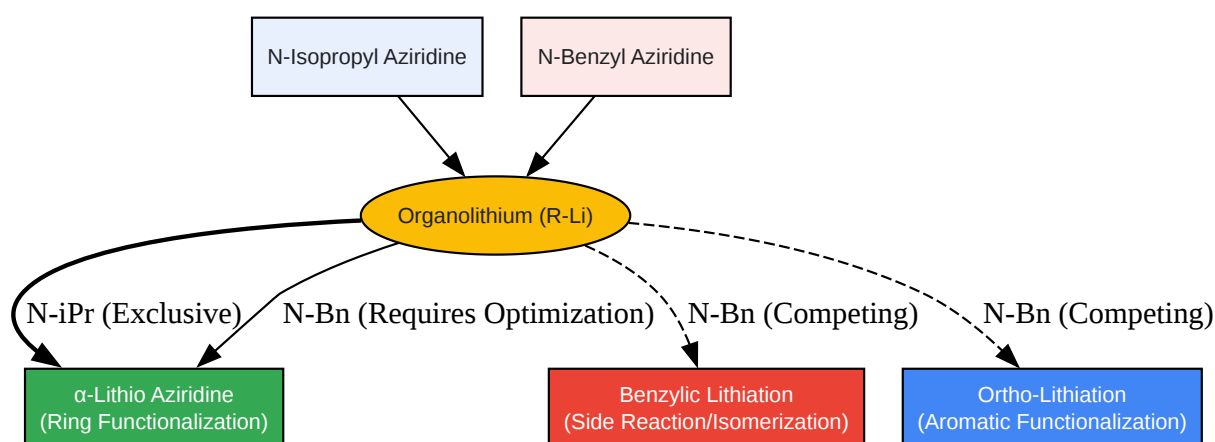 N-Isopropyl Aziridine
N-Benzyl Aziridine
Organolithium (R-Li)
N-iPr (Exclusive)
N-Bn (Requires Optimization)
N-Bn (Competing)
N-Bn (Competing)
α-Lithio Aziridine
(Ring Functionalization)
Benzylic Lithiation
(Side Reaction/Isomerization)
Ortho-Lithiation
(Aromatic Functionalization)